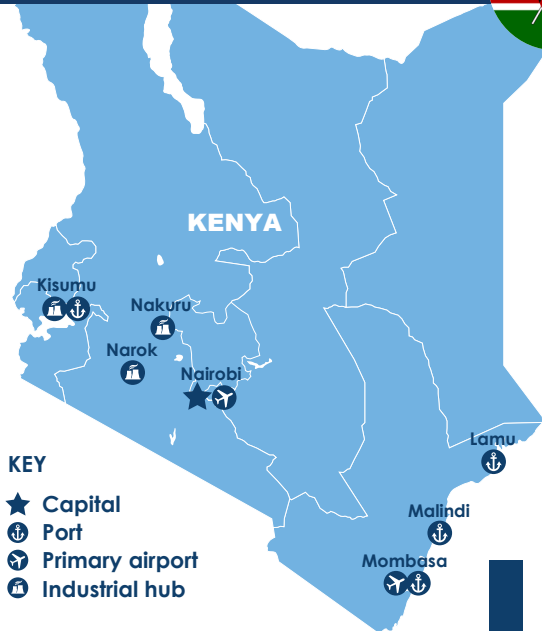 KENYA
Kisumu
Nakuru
Narok
Nairobi
Lamu
Malindi
Mombasa
KEY
Capital
Port
Primary airport
Industrial hub